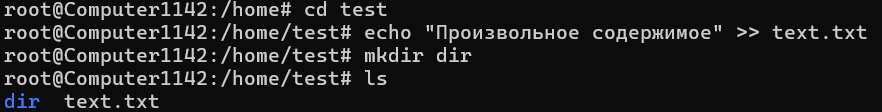 root@Computer1142:/home# cd test
root@Computer1142:/home/test# echo "Произвольное содержимое" >> text.txt
root@Computer1142:/home/test# mkdir dir
root@Computer1142:/home/test# ls
dir  text.txt